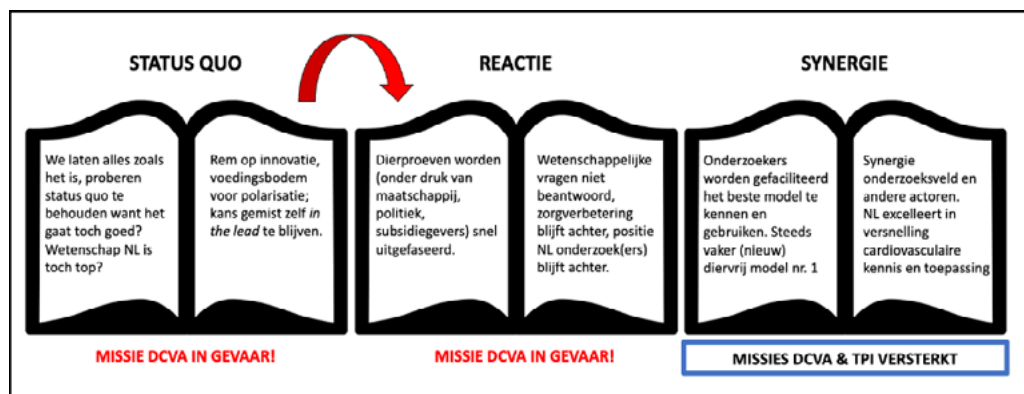 STATUS QUO
We laten alles zoals
het is, proberen
status quo te
behouden want het
gaat toch goed?
Wetenschap NL is
toch top?
Rem op innovatie,
voedingsbodem
voor polarisatie;
kans gemist zelf in
the lead te blijven.
MISSIE DCVA IN GEVAAR!
REACTIE
Dierproeven worden
(onder druk van
maatschappij,
politiek,
subsidiegevers) snel
uitgefaseerd.
Wetenschappelijke
vragen niet
beantwoord,
zorgverbetering
blijft achter, positie
NL onderzoek(ers)
blijft achter.
MISSIE DCVA IN GEVAAR!
SYNERGIE
Onderzoekers
worden gefaciliteerd
het beste model te
kennen en
gebruiken. Steeds
vaker (nieuw)
diervrij model nr. 1
Synergie
onderzoeksveld en
andere actoren.
NL excelleert in
versnelling
cardiovasculaire
kennis en toepassing
MISSIES DCVA & TPI VERSTERKT